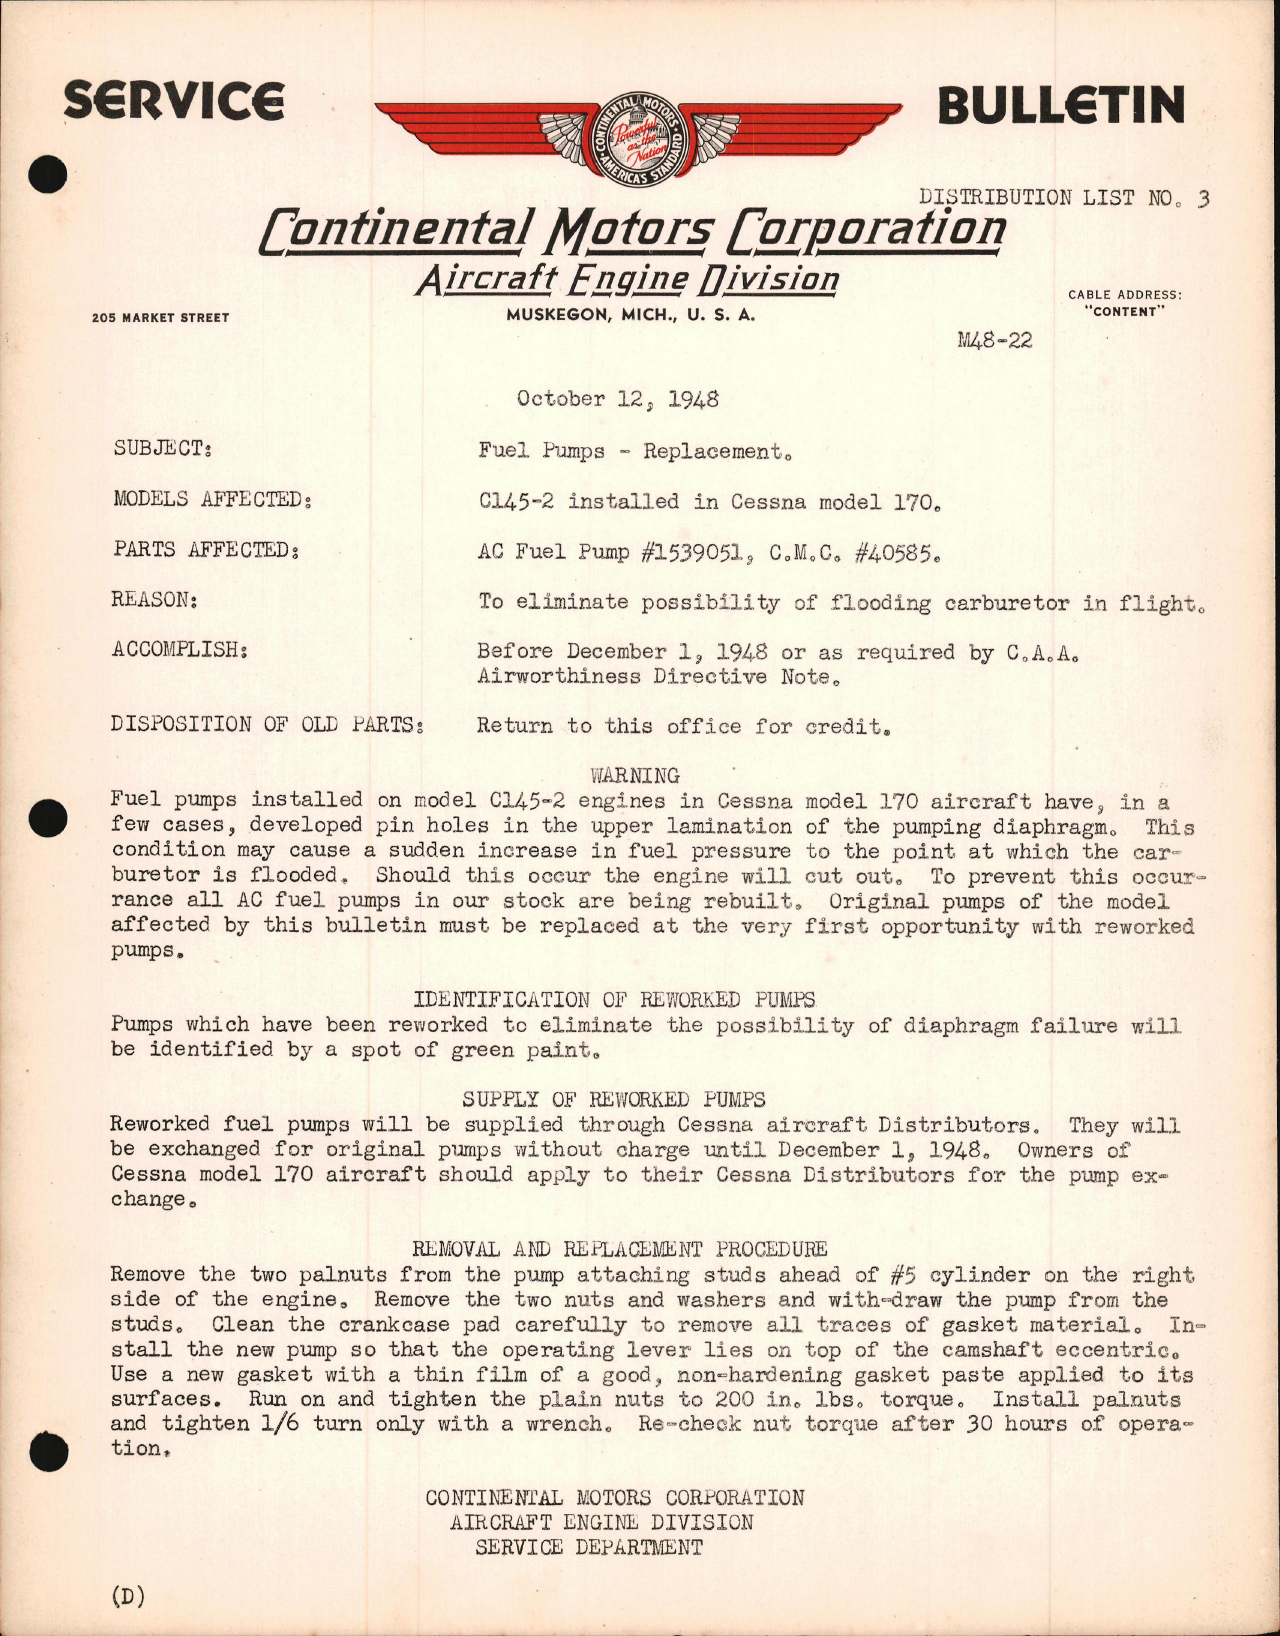 SERVICE
BULLETIN
CONTINENTAL MOTORS
Powerful
as the
Nation
AMERICA'S STANDARD
DISTRIBUTION LIST NO. 3
Continental Motors Corporation
Aircraft Engine Division
205 MARKET STREET
MUSKEGON, MICH., U. S. A.
CABLE ADDRESS:
"CONTENT"
M48-22
October 12, 1948
SUBJECT: Fuel Pumps - Replacement.
MODELS AFFECTED: C145-2 installed in Cessna model 170.
PARTS AFFECTED: AC Fuel Pump #1539051, C.M.C. #40585.
REASON: To eliminate possibility of flooding carburetor in flight.
ACCOMPLISH: Before December 1, 1948 or as required by C.A.A.
Airworthiness Directive Note.
DISPOSITION OF OLD PARTS: Return to this office for credit.
WARNING
Fuel pumps installed on model C145-2 engines in Cessna model 170 aircraft have, in a
few cases, developed pin holes in the upper lamination of the pumping diaphragm. This
condition may cause a sudden increase in fuel pressure to the point at which the car-
buretor is flooded. Should this occur the engine will cut out. To prevent this occur-
rance all AC fuel pumps in our stock are being rebuilt. Original pumps of the model
affected by this bulletin must be replaced at the very first opportunity with reworked
pumps.
IDENTIFICATION OF REWORKED PUMPS
Pumps which have been reworked to eliminate the possibility of diaphragm failure will
be identified by a spot of green paint.
SUPPLY OF REWORKED PUMPS
Reworked fuel pumps will be supplied through Cessna aircraft Distributors. They will
be exchanged for original pumps without charge until December 1, 1948. Owners of
Cessna model 170 aircraft should apply to their Cessna Distributors for the pump ex-
change.
REMOVAL AND REPLACEMENT PROCEDURE
Remove the two palnuts from the pump attaching studs ahead of #5 cylinder on the right
side of the engine. Remove the two nuts and washers and with-draw the pump from the
studs. Clean the crankcase pad carefully to remove all traces of gasket material. In-
stall the new pump so that the operating lever lies on top of the camshaft eccentric.
Use a new gasket with a thin film of a good, non-hardening gasket paste applied to its
surfaces. Run on and tighten the plain nuts to 200 in. lbs. torque. Install palnuts
and tighten 1/6 turn only with a wrench. Re-check nut torque after 30 hours of opera-
tion.
CONTINENTAL MOTORS CORPORATION
AIRCRAFT ENGINE DIVISION
SERVICE DEPARTMENT
(D)